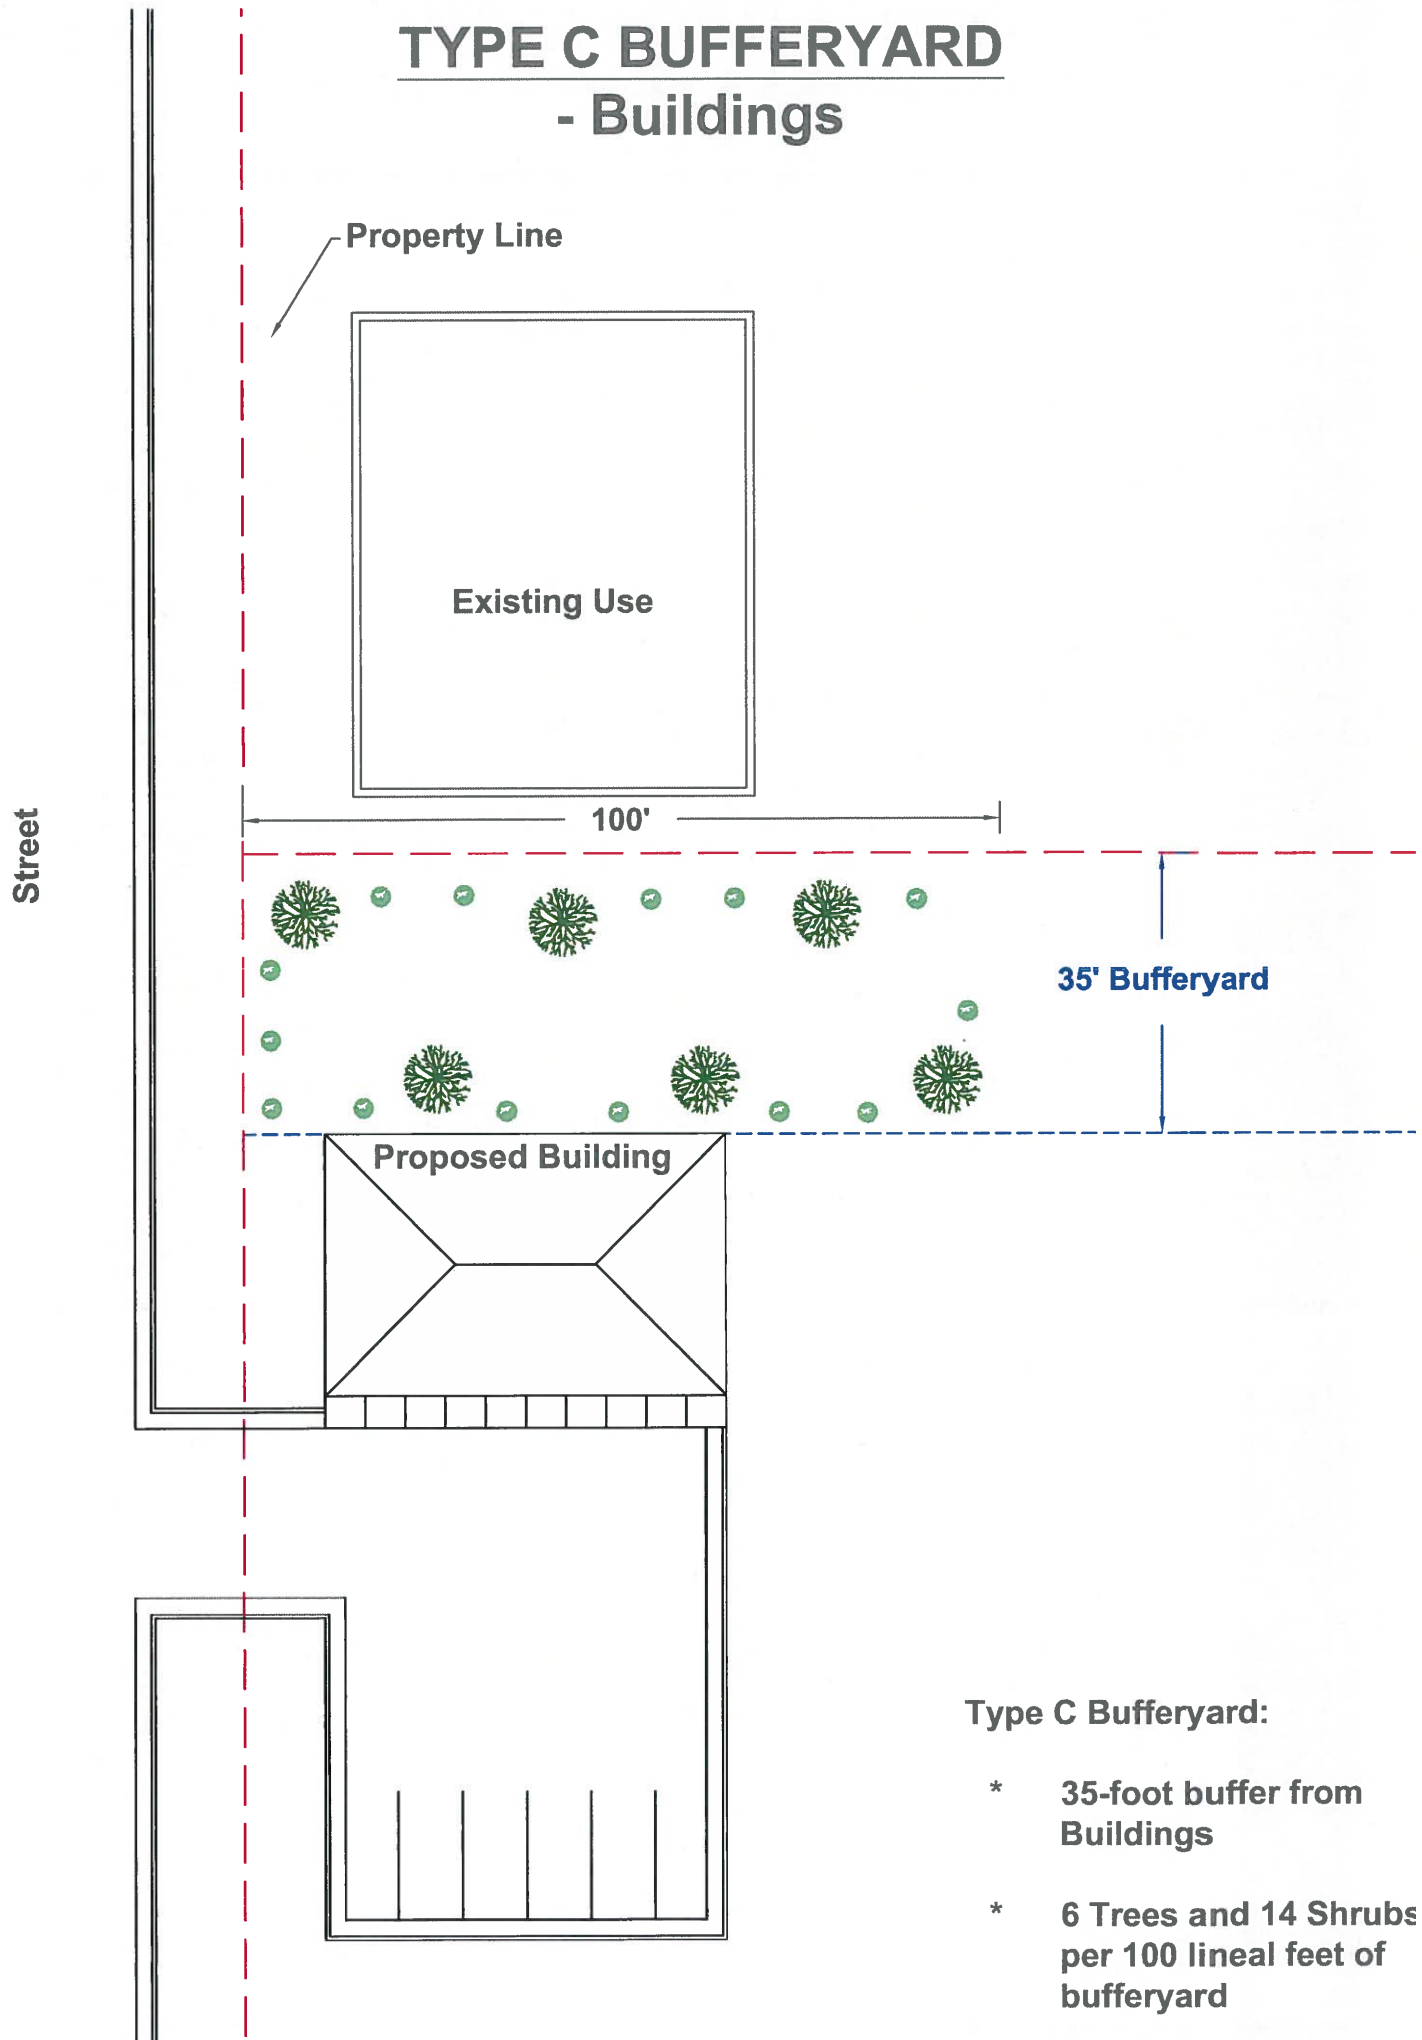 TYPE C BUFFERYARD
- Buildings
Property Line
Existing Use
100'
Street
35' Bufferyard
Proposed Building
Type C Bufferyard:
* 35-foot buffer from
Buildings
* 6 Trees and 14 Shrubs
per 100 lineal feet of
bufferyard